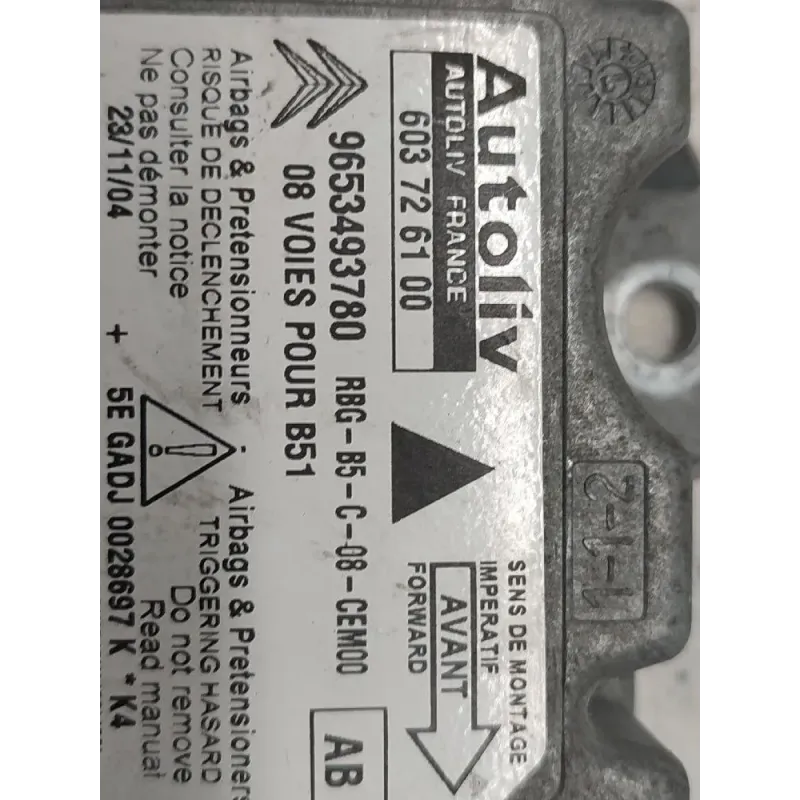 Autoliv
AUTOLIV FRANCE
603 72 61 00
SENS DE MONTAGE
IMPERATIF
AVANT
FORWARD
9653493780 RBG-B5-C-08-CEM00
08 VOIES POUR B51
AB
Airbags & Pretensionneurs - Airbags & Pretensioners
RISQUE DE DECLENCHEMENT
TRIGGERING HASARD
Consulter la notice
Do not remove
Ne pas démonter
Read manual
23/11/04 + 5E GADJ 0028697 K * K4
1-1-2